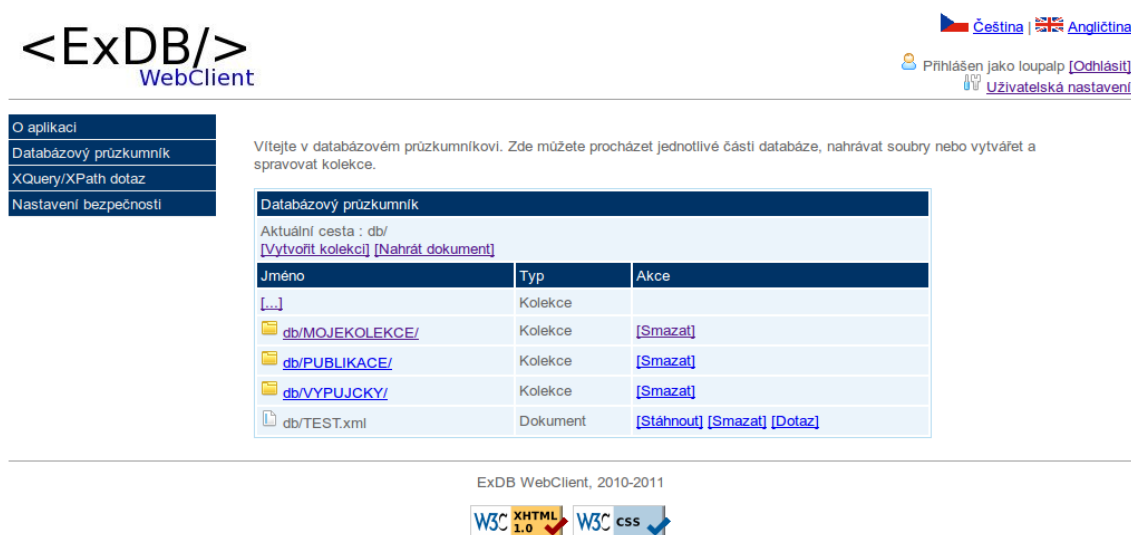 <ExDB/>
WebClient
Čeština | Angličtina
Přihlášen jako loupalp [Odhlásit]
Uživatelská nastavení
O aplikaci
Databázový průzkumník
XQuery/XPath dotaz
Nastavení bezpečnosti
Vítejte v databázovém průzkumníkovi. Zde můžete procházet jednotlivé části databáze, nahrávat soubry nebo vytvářet a
spravovat kolekce.
Databázový průzkumník
Aktuální cesta : db/
[Vytvořit kolekci] [Nahrát dokument]
Jméno Typ Akce
[...] Kolekce
db/MOJEKOLEKCE/ Kolekce [Smazat]
db/PUBLIKACE/ Kolekce [Smazat]
db/VYPUJCKY/ Kolekce [Smazat]
db/TEST.xml Dokument [Stáhnout] [Smazat] [Dotaz]
ExDB WebClient, 2010-2011
W3C XHTML 1.0 W3C css